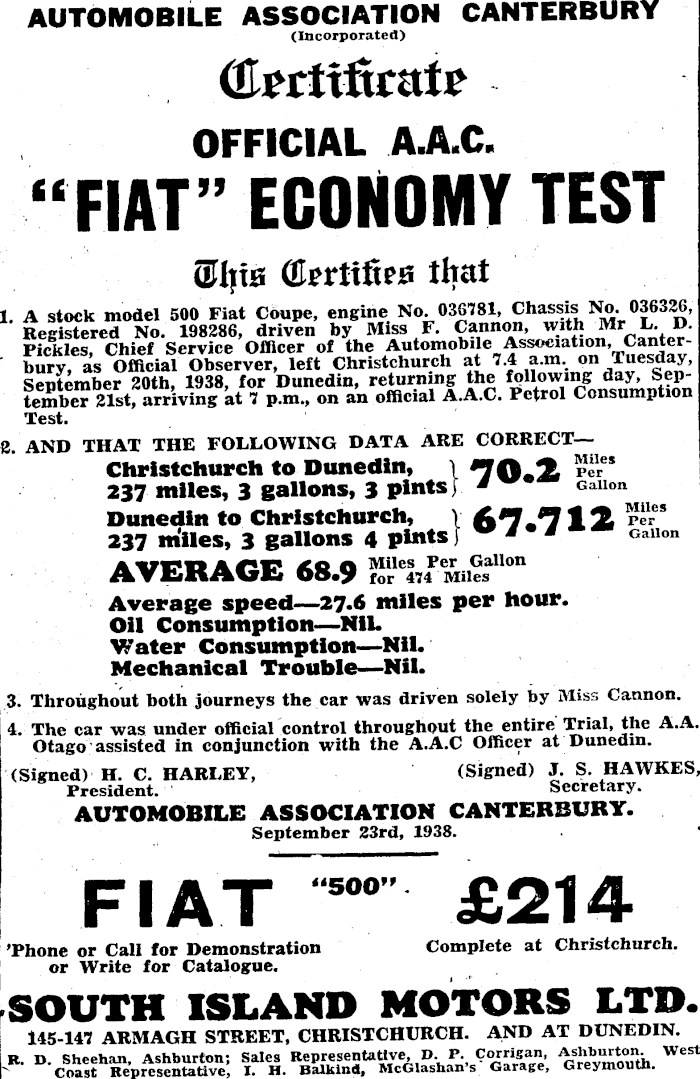 AUTOMOBILE ASSOCIATION CANTERBURY
(Incorporated)
Certificate
OFFICIAL A.A.C.
"FIAT" ECONOMY TEST
This Certifies that
1. A stock model 500 Fiat Coupe, engine No. 036781, Chassis No. 036326,
Registered No. 198286, driven by Miss F. Cannon, with Mr L. D.
Pickles, Chief Service Officer of the Automobile Association, Canter-
bury, as Official Observer, left Christchurch at 7.4 a.m. on Tuesday,
September 20th, 1938, for Dunedin, returning the following day, Sep-
tember 21st, arriving at 7 p.m., on an official A.A.C. Petrol Consumption
Test.
2. AND THAT THE FOLLOWING DATA ARE CORRECT—
Christchurch to Dunedin,
237 miles, 3 gallons, 3 pints } 70.2 Miles Per Gallon
Dunedin to Christchurch,
237 miles, 3 gallons 4 pints } 67.712 Miles Per Gallon
AVERAGE 68.9 Miles Per Gallon for 474 Miles
Average speed—27.6 miles per hour.
Oil Consumption—Nil.
Water Consumption—Nil.
Mechanical Trouble—Nil.
3. Throughout both journeys the car was driven solely by Miss Cannon.
4. The car was under official control throughout the entire Trial, the A.A.
Otago assisted in conjunction with the A.A.C Officer at Dunedin.
(Signed) H. C. HARLEY,
President.
(Signed) J. S. HAWKES,
Secretary.
AUTOMOBILE ASSOCIATION CANTERBURY.
September 23rd, 1938.
FIAT "500". £214
'Phone or Call for Demonstration
or Write for Catalogue.
Complete at Christchurch.
SOUTH ISLAND MOTORS LTD.
145-147 ARMAGH STREET, CHRISTCHURCH. AND AT DUNEDIN.
R. D. Sheehan, Ashburton; Sales Representative, D. P. Corrigan, Ashburton. West
Coast Representative, I. H. Balkind, McGlashan's Garage, Greymouth.